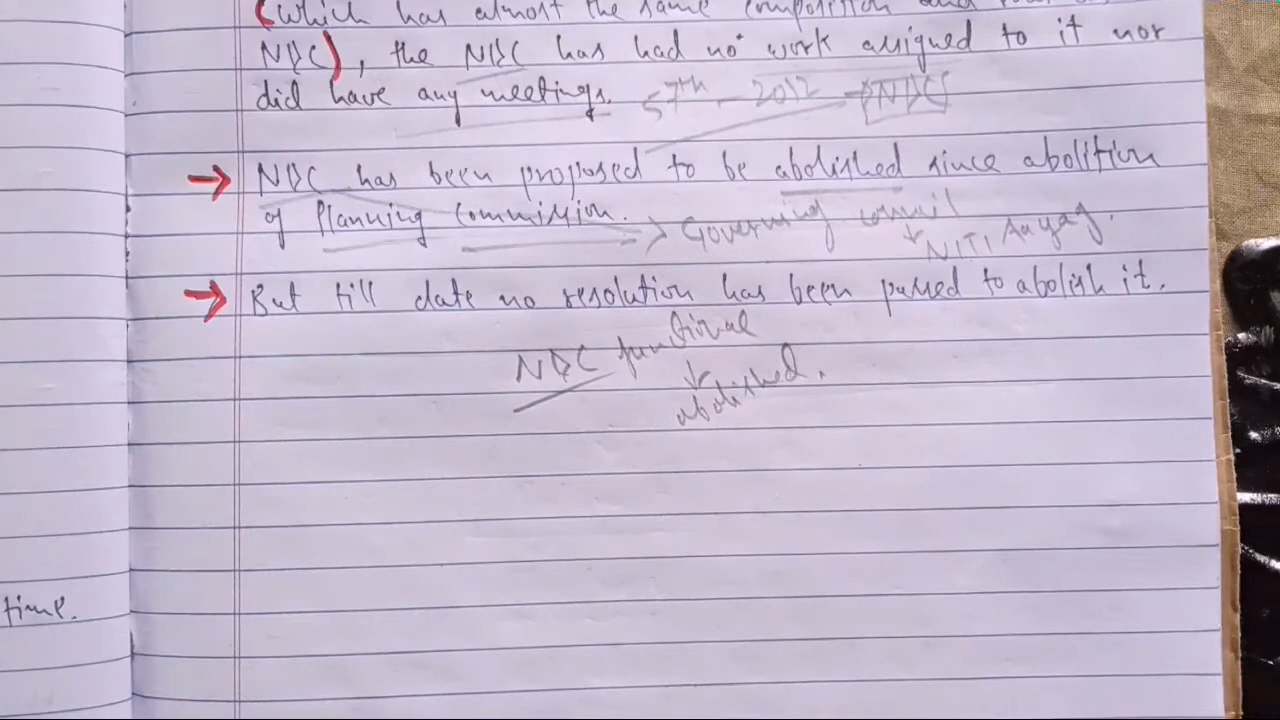 (which has almost the same composition and
NDC), the NDC has had no work assigned to it nor
did have any meetings. 57th - 2012 → NDC
→ NDC has been proposed to be abolished since abolition
of Planning Commission. → Governing council
↓ NITI Aayog.
→ But till date no resolution has been passed to abolish it.
NDC functional
↓
abolished.
time.